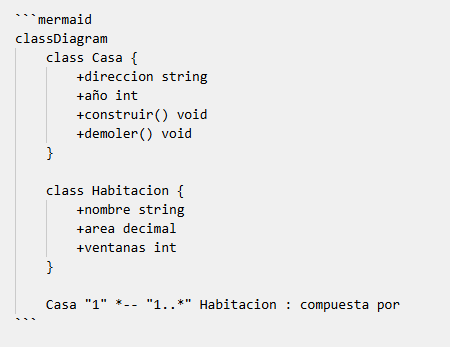 ```mermaid
classDiagram
    class Casa {
        +direccion string
        +año int
        +construir() void
        +demoler() void
    }

    class Habitacion {
        +nombre string
        +area decimal
        +ventanas int
    }

    Casa "1" *-- "1..*" Habitacion : compuesta por
```